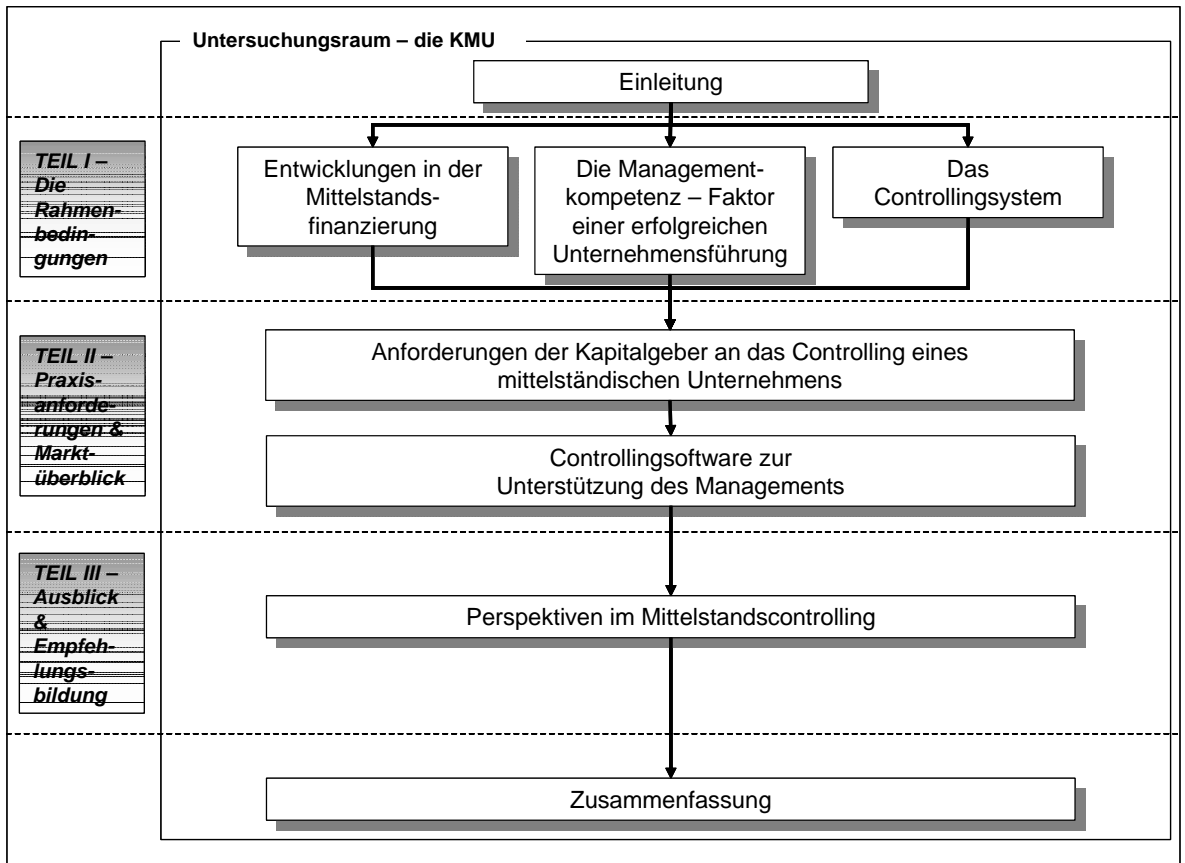 Untersuchungsraum – die KMU
Einleitung
TEIL I –
Die
Rahmen-
bedin-
gungen
Entwicklungen in der
Mittelstands-
finanzierung
Die Management-
kompetenz – Faktor
einer erfolgreichen
Unternehmensführung
Das
Controllingsystem
TEIL II –
Praxis-
anforde-
rungen &
Markt-
überblick
Anforderungen der Kapitalgeber an das Controlling eines
mittelständischen Unternehmens
Controllingsoftware zur
Unterstützung des Managements
TEIL III –
Ausblick
&
Empfeh-
lungs-
bildung
Perspektiven im Mittelstandscontrolling
Zusammenfassung